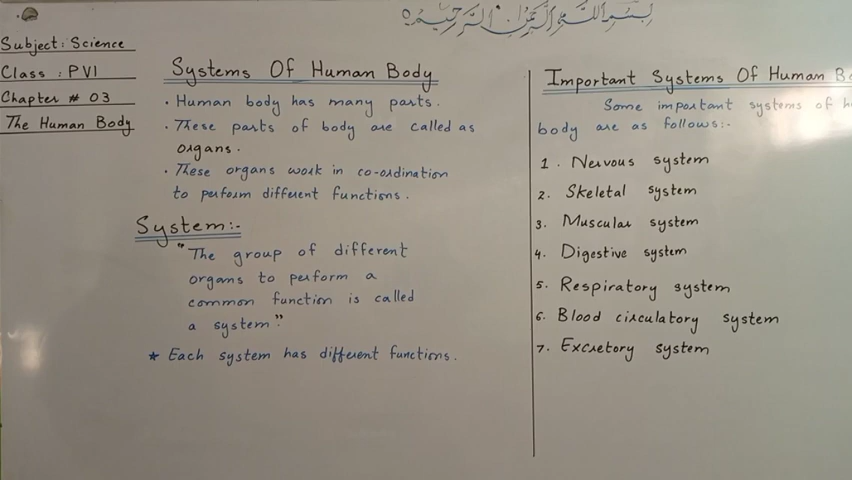 بسم اللہ الرحمن الرحیم
Subject: Science
Class : PVI
Chapter # 03
The Human Body
Systems Of Human Body
· Human body has many parts.
· These parts of body are called as
organs.
· These organs work in co-ordination
to perform different functions.
System:-
"The group of different
organs to perform a
common function is called
a system."
* Each system has different functions.
Important Systems Of Human Bo
Some important systems of h
body are as follows:-
1. Nervous system
2. Skeletal system
3. Muscular system
4. Digestive system
5. Respiratory system
6. Blood circulatory system
7. Excretory system